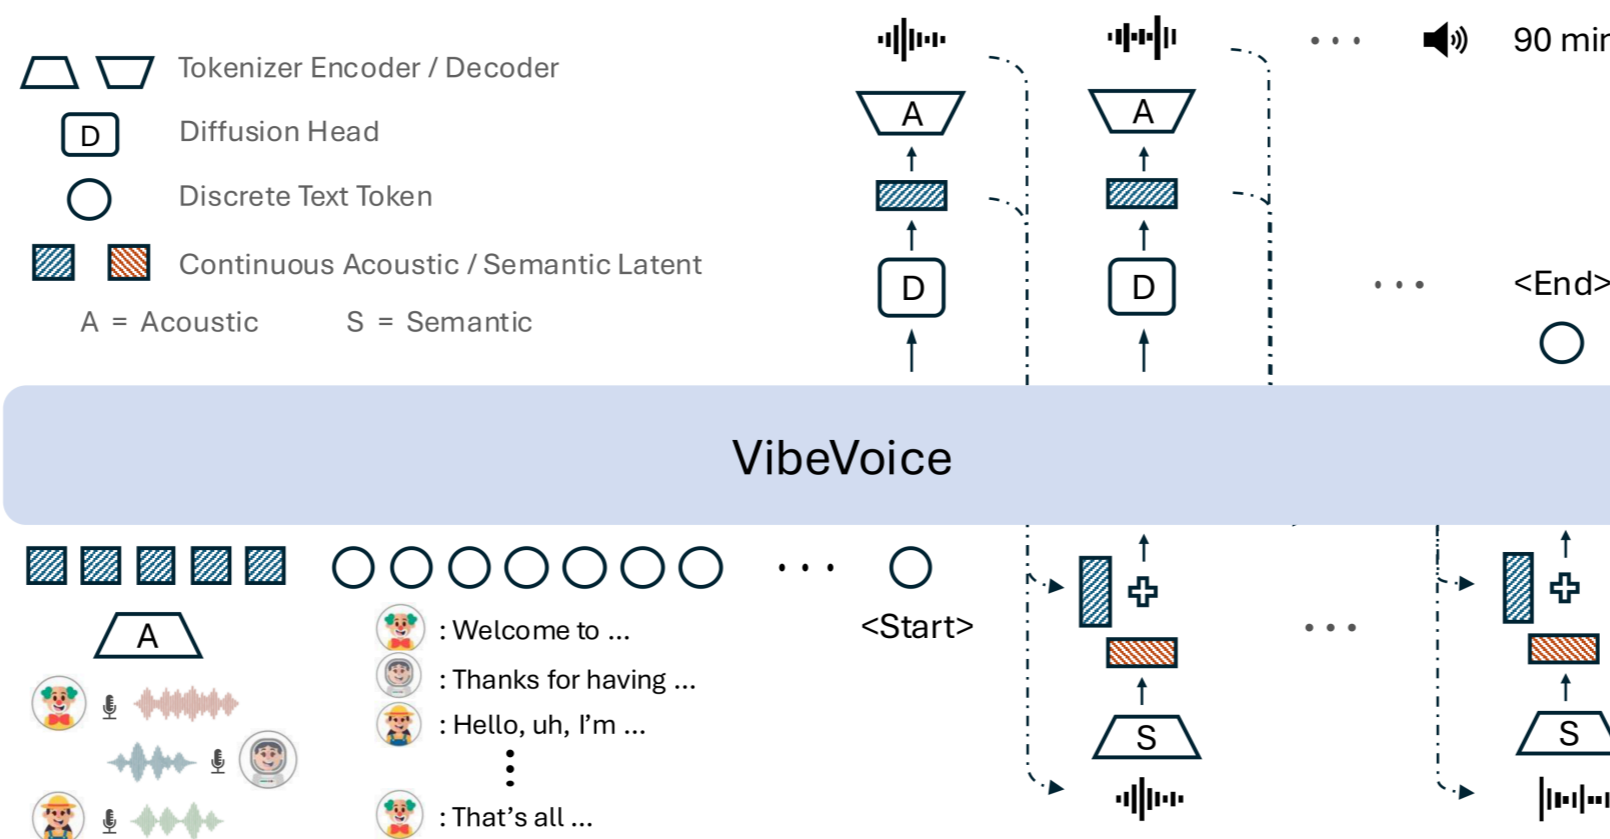 Tokenizer Encoder / Decoder
D Diffusion Head
Discrete Text Token
Continuous Acoustic / Semantic Latent
A = Acoustic S = Semantic
90 min
A A
D D
<End>
VibeVoice
<Start>
A
: Welcome to ...
: Thanks for having ...
: Hello, uh, I'm ...
: That's all ...
S S